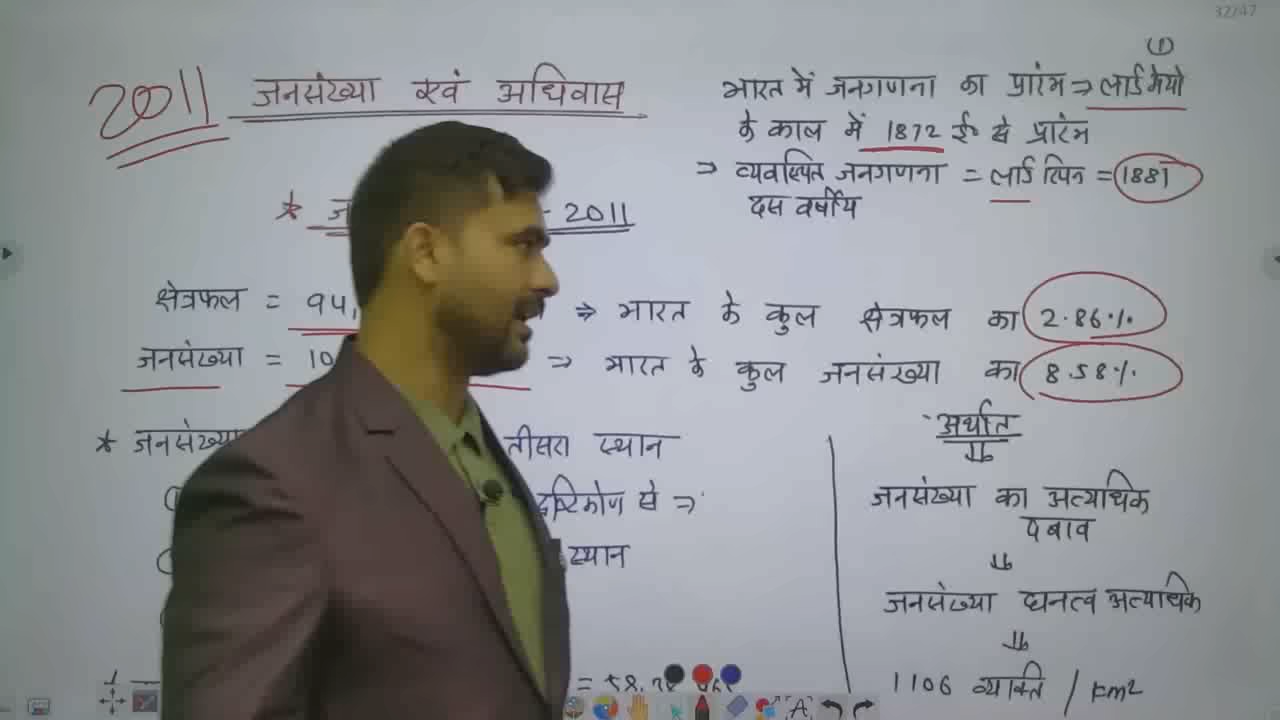 32/47
2011 जनसंख्या एवं अधिवास
2011
क्षेत्रफल = 94,
⇒ भारत के कुल क्षेत्रफल का 2.86%
जनसंख्या = 10
⇒ भारत के कुल जनसंख्या का 8.58%
* जनसंख्या
तीसरा स्थान
दृष्टिकोण से ⇒
स्थान
①
भारत में जनगणना का प्रारंभ ⇒ लार्ड मेयो
के काल में 1872 ई० से प्रारंभ
⇒ व्यवस्थित जनगणना = लार्ड रिपन = 1881
दस वर्षीय
अर्थात
⇓
जनसंख्या का अत्याधिक
दबाव
⇓
जनसंख्या घनत्व अत्याधिक
⇓
1106 व्यक्ति / km²